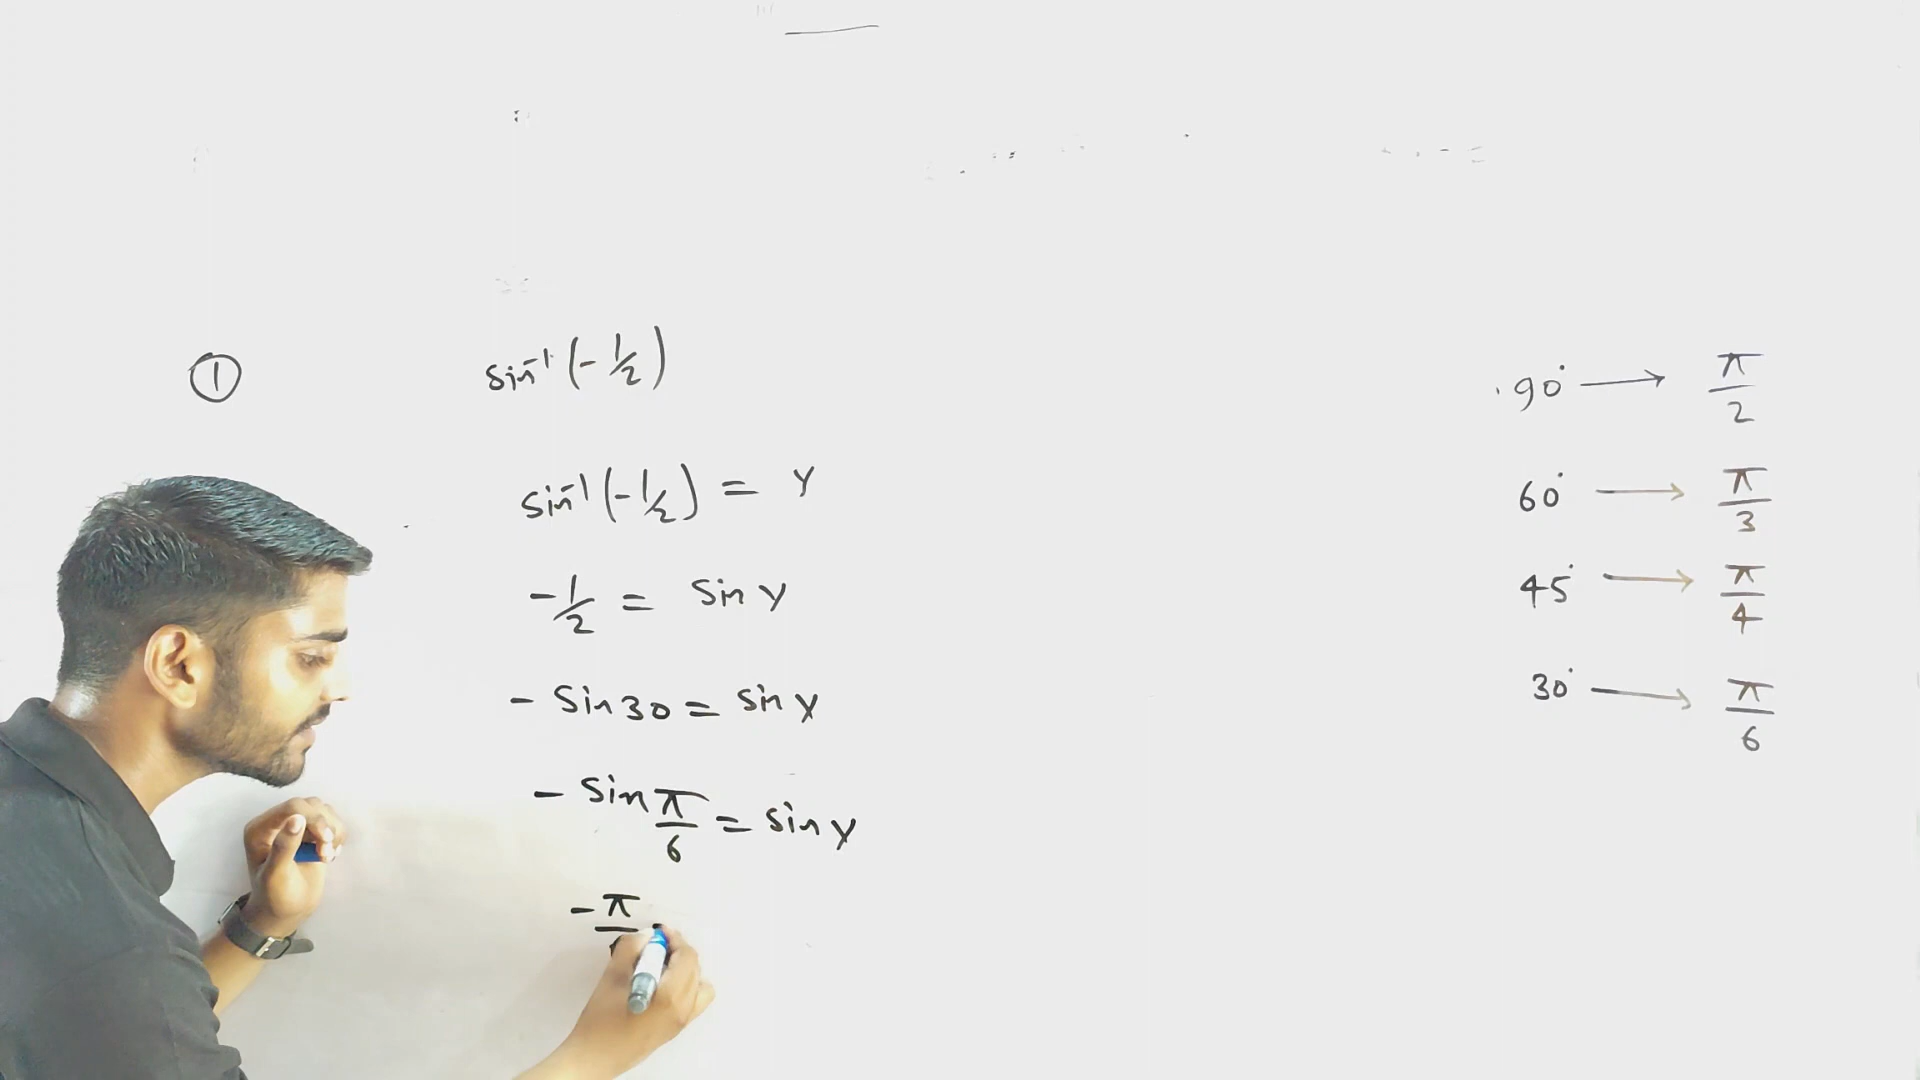 ①
sin⁻¹(-1/2)
sin⁻¹(-1/2) = y
-1/2 = sin y
- sin 30 = sin y
- sin π/6 = sin y
- π
90° → π/2
60° → π/3
45° → π/4
30° → π/6